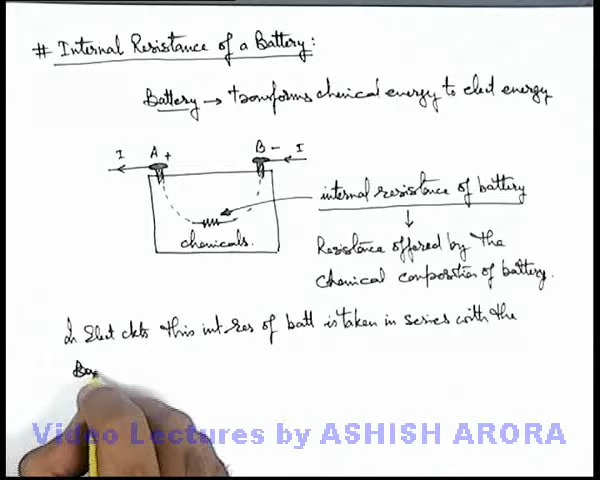 # Internal Resistance of a Battery:
Battery → transforms chemical energy to elect energy
I A + B - I
internal resistance of battery
chemicals.
Resistance offered by the
chemical composition of battery.
In Elect ckts this int res of batt is taken in series with the
Ba
Video Lectures by ASHISH ARORA